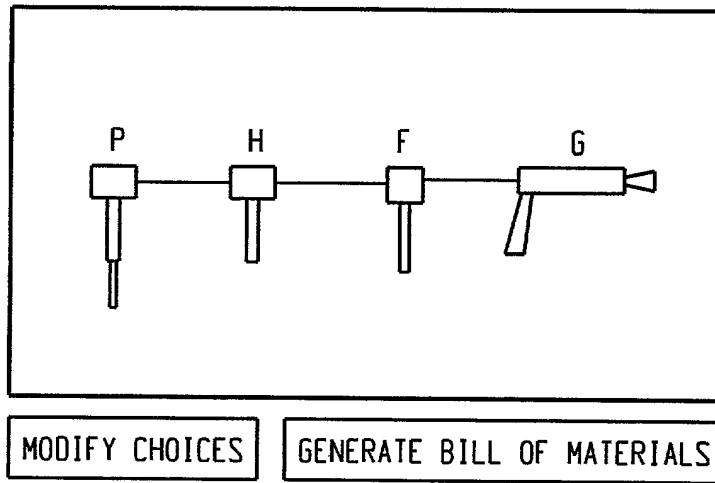 P H F G
MODIFY CHOICES
GENERATE BILL OF MATERIALS